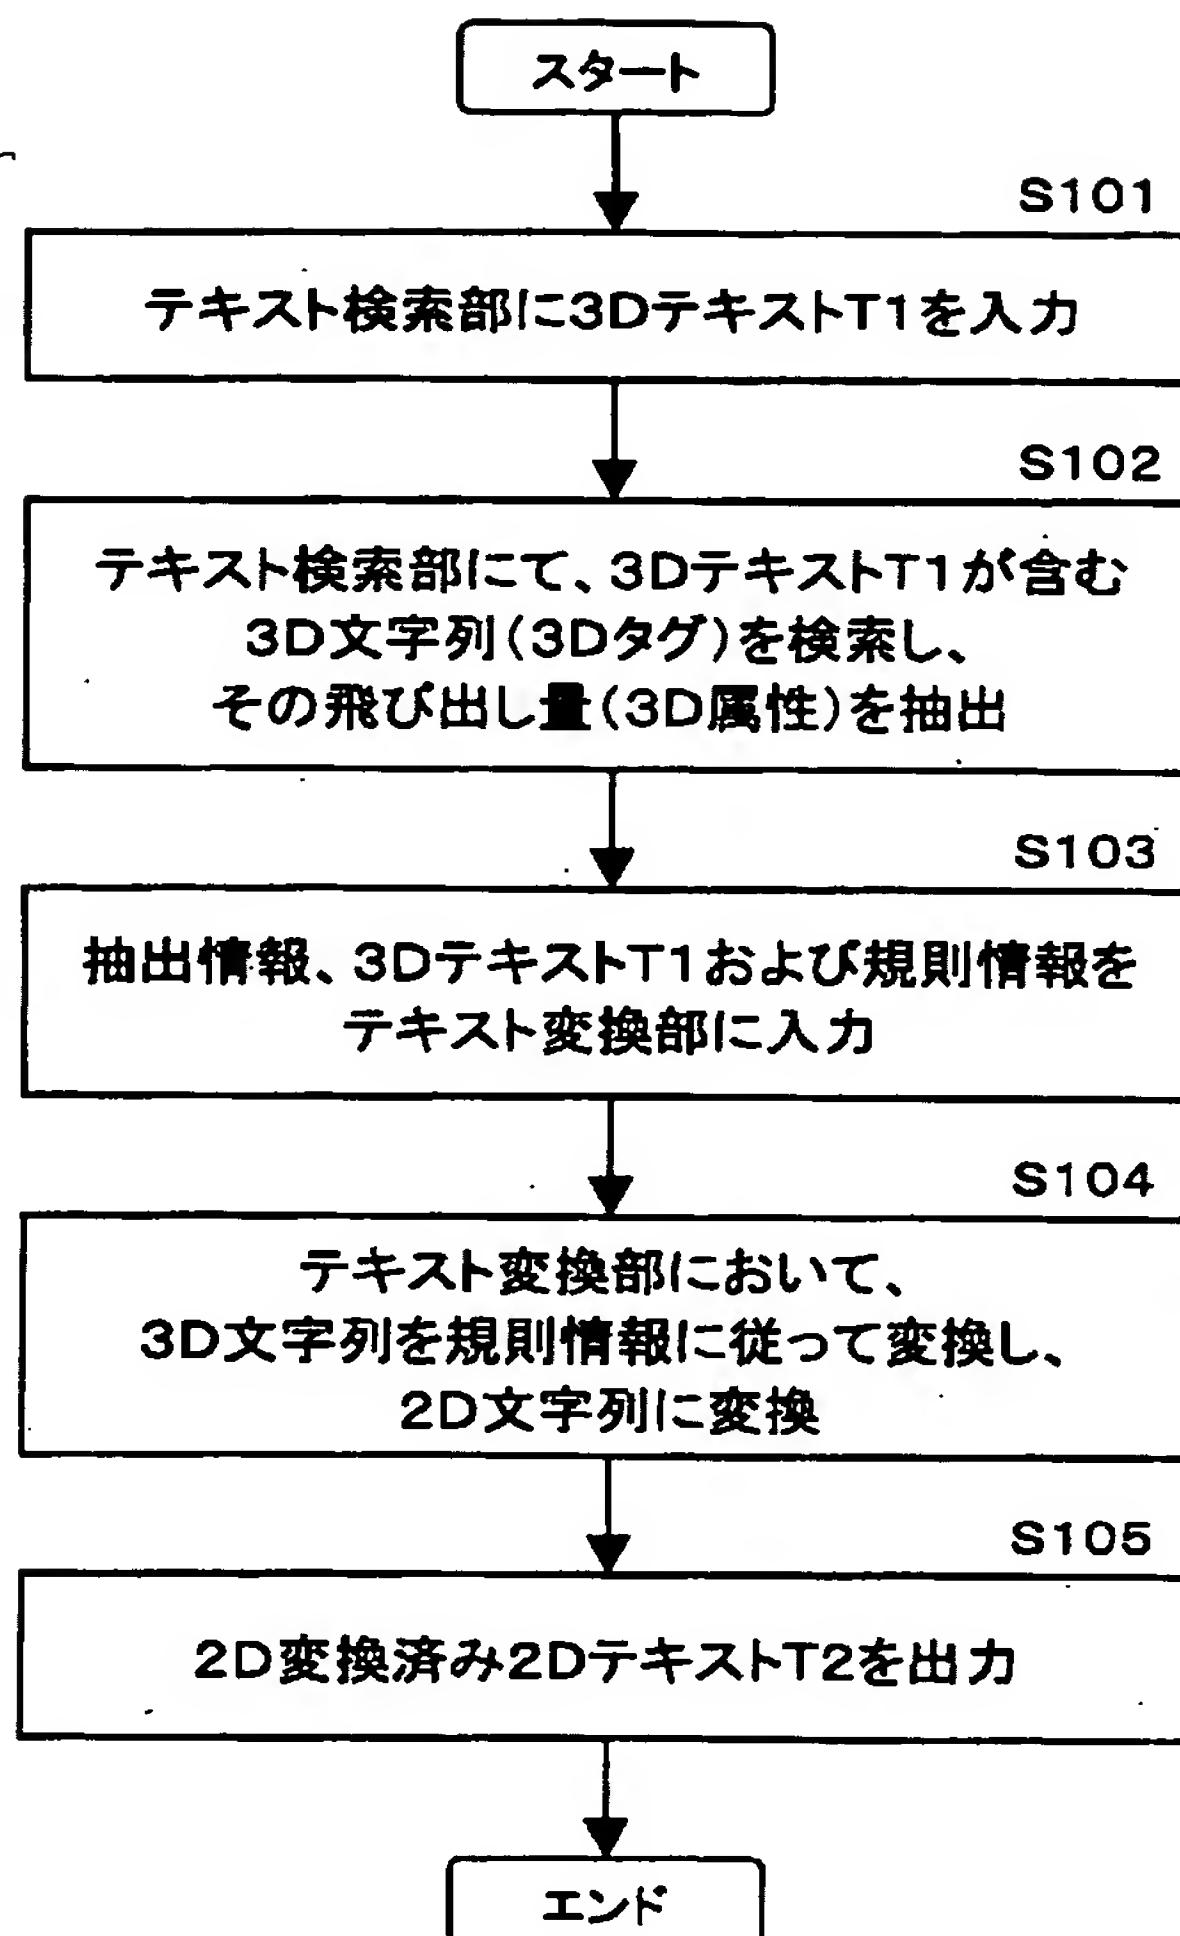 スタート
S101
テキスト検索部に3DテキストT1を入力
S102
テキスト検索部にて、3DテキストT1が含む
3D文字列(3Dタグ)を検索し、
その飛び出し量(3D属性)を抽出
S103
抽出情報、3DテキストT1および規則情報を
テキスト変換部に入力
S104
テキスト変換部において、
3D文字列を規則情報に従って変換し、
2D文字列に変換
S105
2D変換済み2DテキストT2を出力
エンド